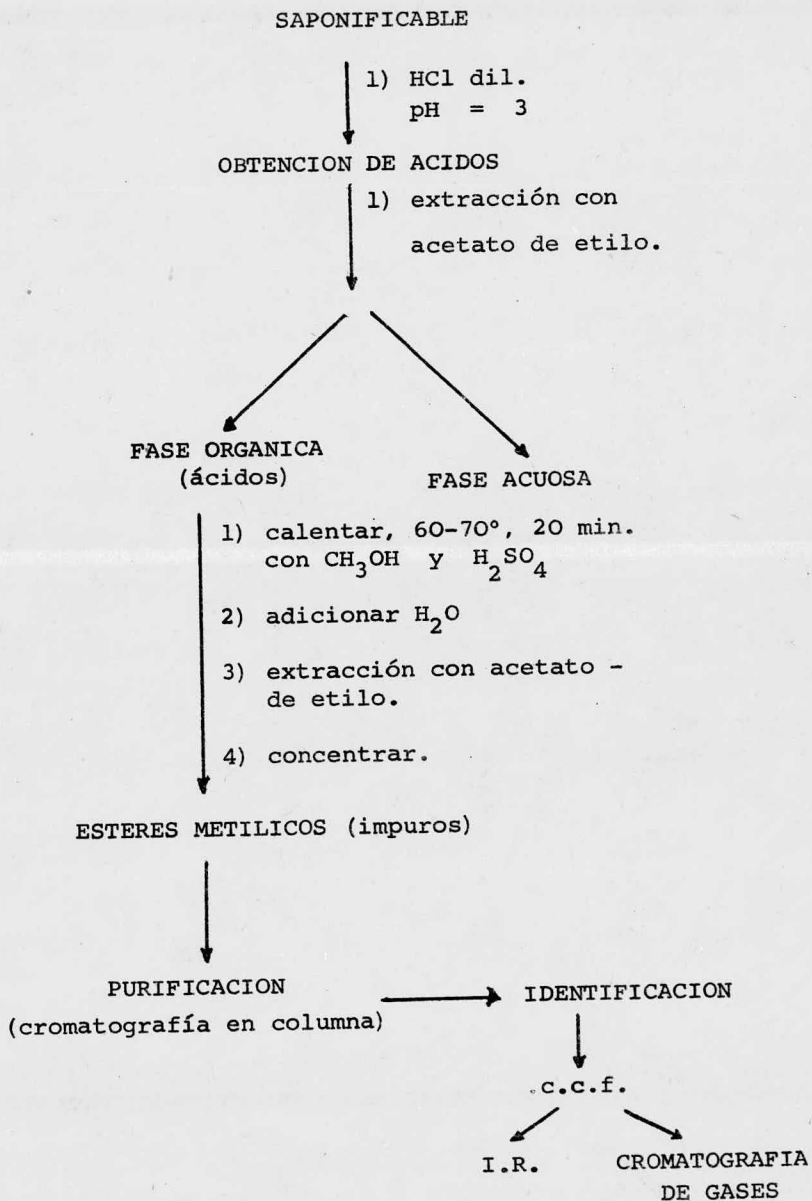 SAPONIFICABLE
1) HCl dil.
pH = 3
OBTENCION DE ACIDOS
1) extracción con
acetato de etilo.
FASE ORGANICA
(ácidos)
FASE ACUOSA
1) calentar, 60-70°, 20 min.
con CH3OH y H2SO4
2) adicionar H2O
3) extracción con acetato -
de etilo.
4) concentrar.
ESTERES METILICOS (impuros)
PURIFICACION
(cromatografía en columna)
IDENTIFICACION
c.c.f.
I.R.
CROMATOGRAFIA
DE GASES